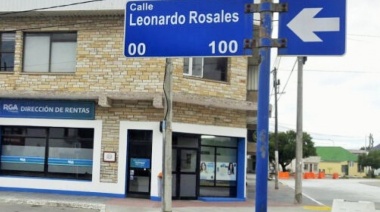 Calle
Leonardo Rosales
00 100
RGA DIRECCIÓN DE RENTAS